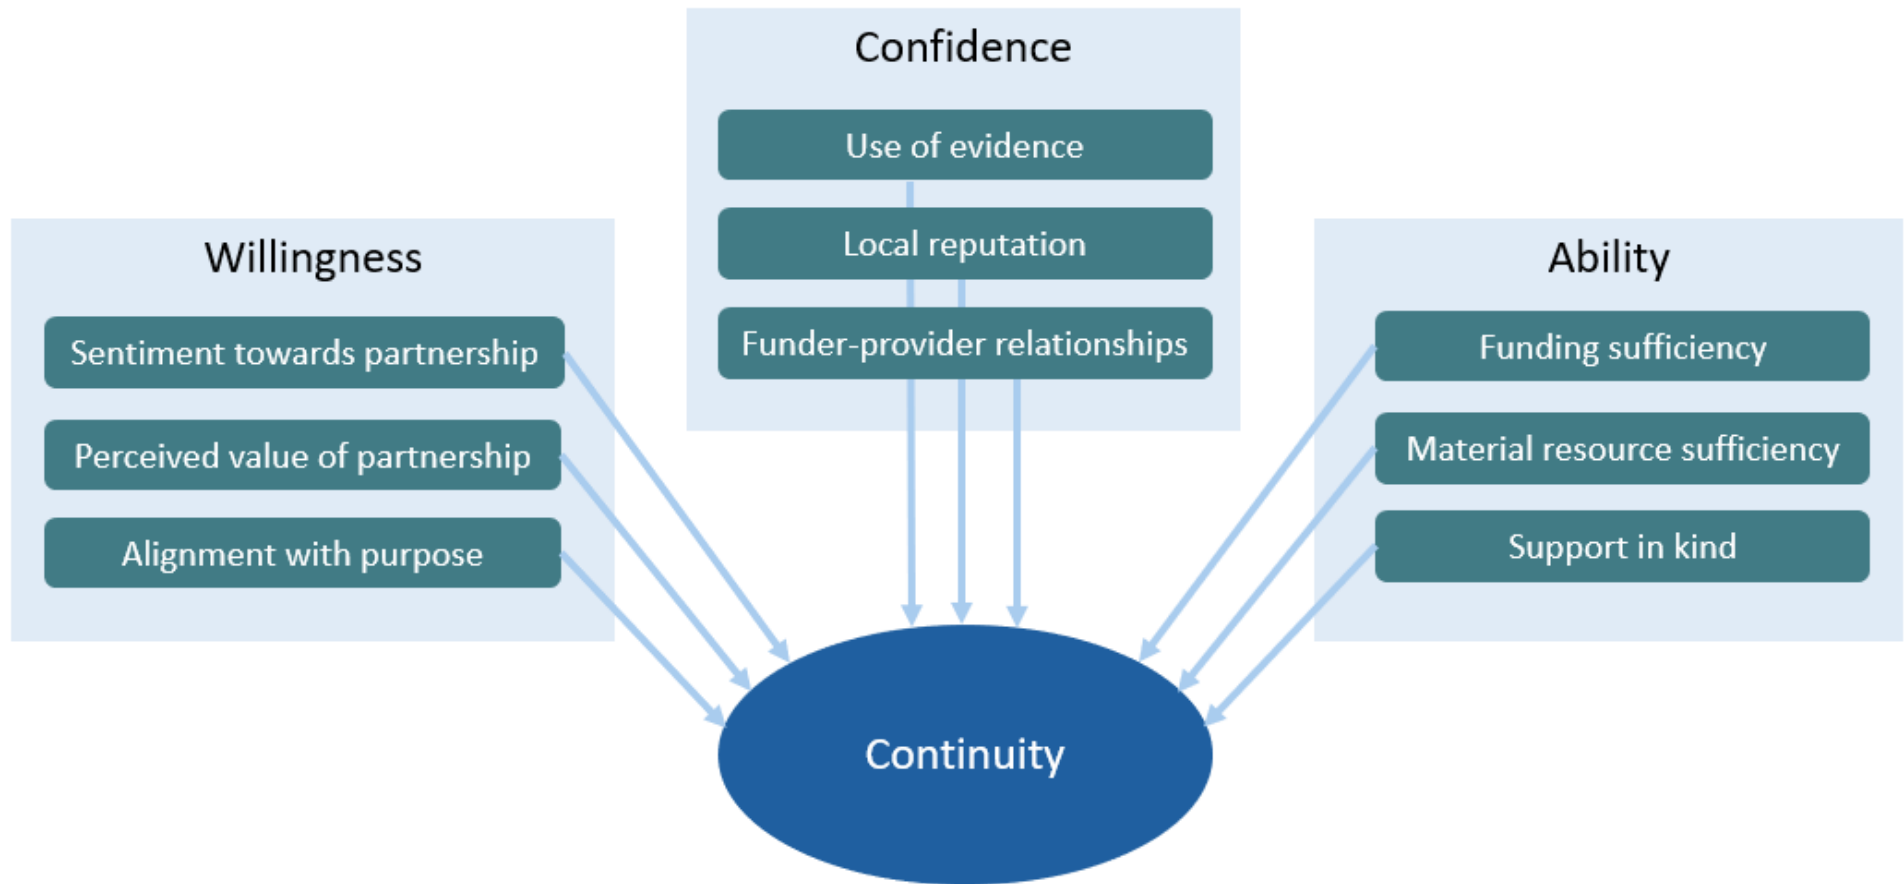 Confidence
Use of evidence
Local reputation
Funder-provider relationships
Willingness
Sentiment towards partnership
Perceived value of partnership
Alignment with purpose
Ability
Funding sufficiency
Material resource sufficiency
Support in kind
Continuity